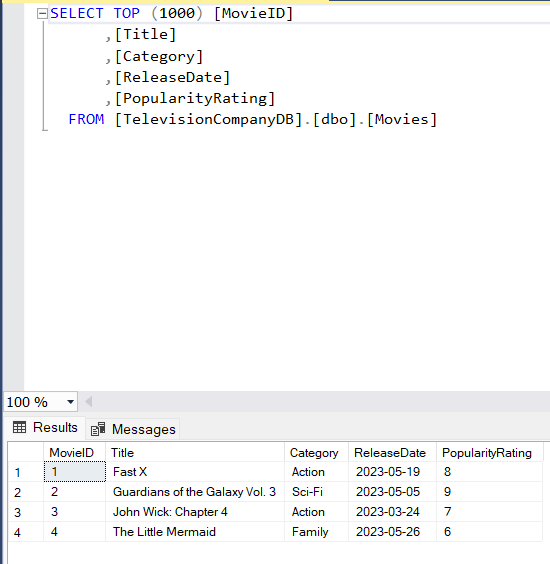 SELECT TOP (1000) [MovieID]
,[Title]
,[Category]
,[ReleaseDate]
,[PopularityRating]
FROM [TelevisionCompanyDB].[dbo].[Movies]
100 %
Results Messages
MovieID Title Category ReleaseDate PopularityRating
1 1 Fast X Action 2023-05-19 8
2 2 Guardians of the Galaxy Vol. 3 Sci-Fi 2023-05-05 9
3 3 John Wick: Chapter 4 Action 2023-03-24 7
4 4 The Little Mermaid Family 2023-05-26 6